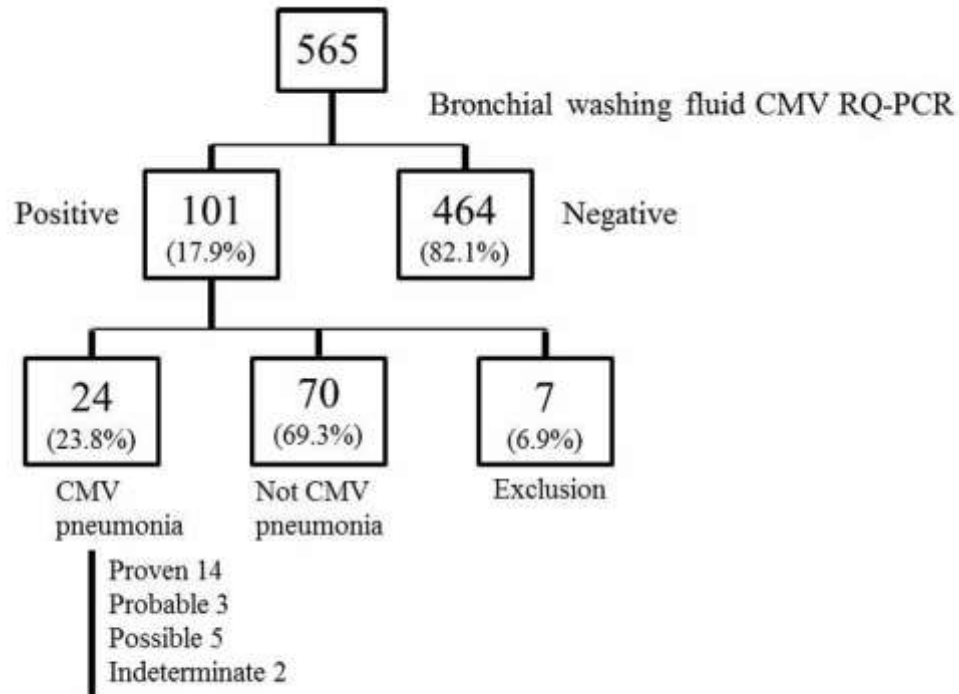 565
Bronchial washing fluid CMV RQ-PCR
Positive
101
(17.9%)
464
(82.1%)
Negative
24
(23.8%)
70
(69.3%)
7
(6.9%)
CMV
pneumonia
Not CMV
pneumonia
Exclusion
Proven 14
Probable 3
Possible 5
Indeterminate 2